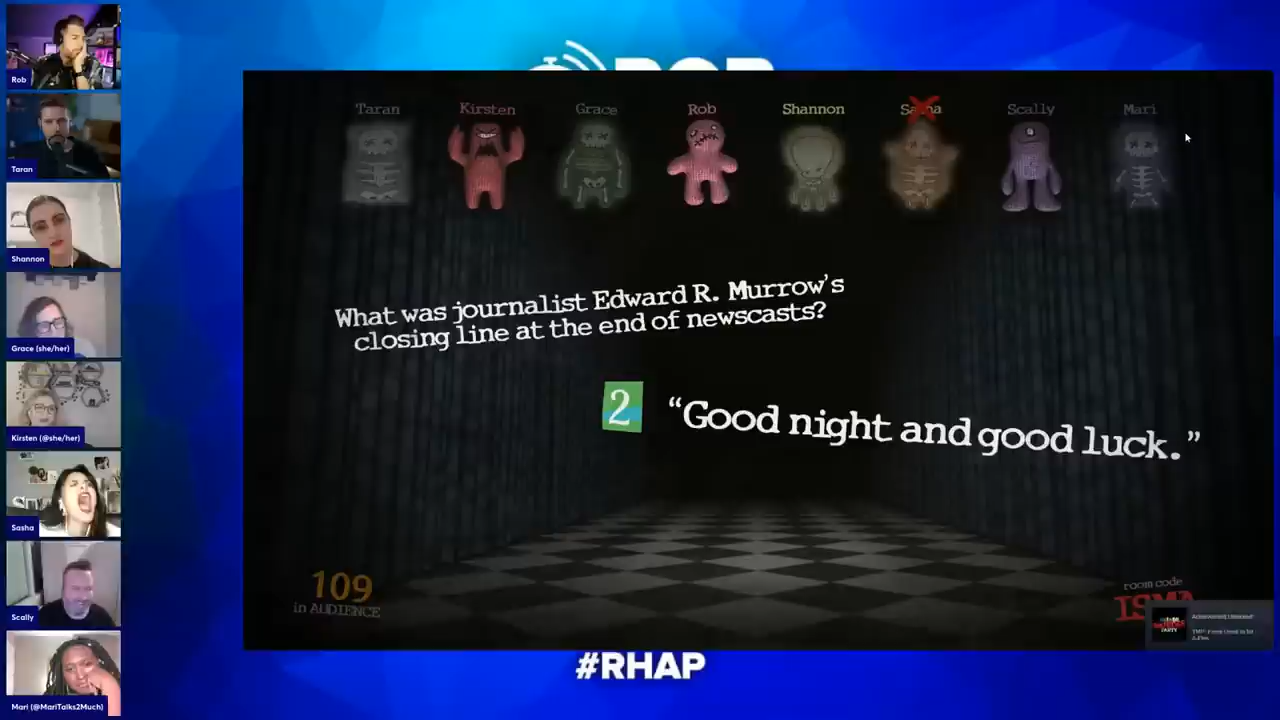 Rob
Taran
Shannon
Grace (she/her)
Kirsten (@she/her)
Sasha
Scally
Mari (@MariTalks2Much)
Taran Kirsten Grace Rob Shannon Scally Mari
What was journalist Edward R. Murrow's
closing line at the end of newscasts?
2 “Good night and good luck.”
109
in AUDIENCE
room code
#RHAP